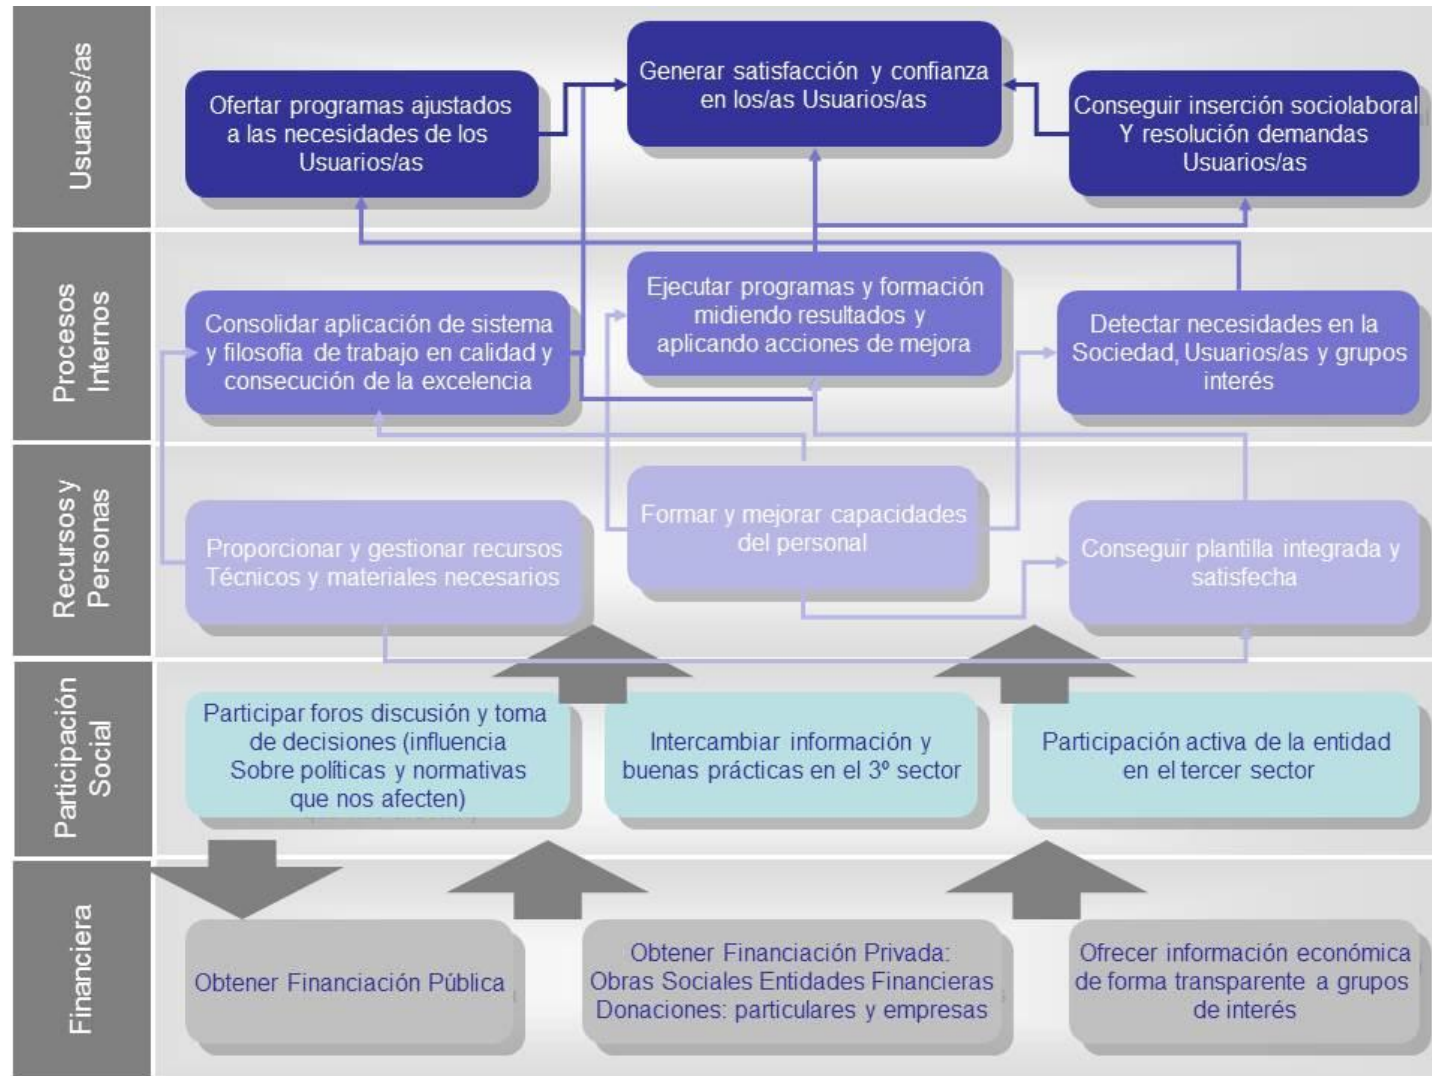 Usuarios/as
Ofertar programas ajustados
a las necesidades de los
Usuarios/as
Generar satisfacción y confianza
en los/as Usuarios/as
Conseguir inserción sociolaboral
Y resolución demandas
Usuarios/as
Procesos
Internos
Consolidar aplicación de sistema
y filosofía de trabajo en calidad y
consecución de la excelencia
Ejecutar programas y formación
midiendo resultados y
aplicando acciones de mejora
Detectar necesidades en la
Sociedad, Usuarios/as y grupos
interés
Recursos y
Personas
Proporcionar y gestionar recursos
Técnicos y materiales necesarios
Formar y mejorar capacidades
del personal
Conseguir plantilla integrada y
satisfecha
Participación
Social
Participar foros discusión y toma
de decisiones (influencia
Sobre políticas y normativas
que nos afecten)
Intercambiar información y
buenas prácticas en el 3º sector
Participación activa de la entidad
en el tercer sector
Financiera
Obtener Financiación Pública
Obtener Financiación Privada:
Obras Sociales Entidades Financieras
Donaciones: particulares y empresas
Ofrecer información económica
de forma transparente a grupos
de interés